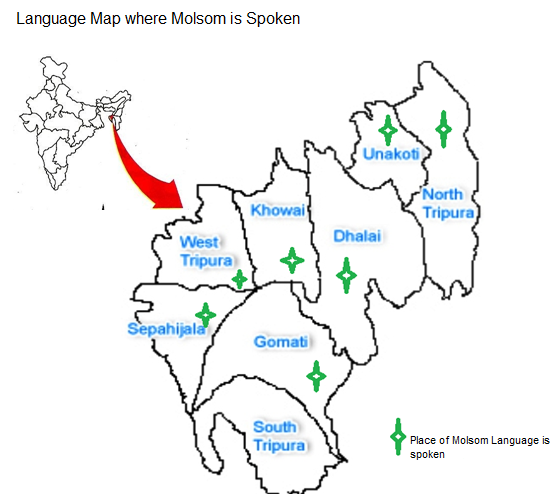 Language Map where Molsom is Spoken
Unakoti
North
Tripura
Khowai
Dhalai
West
Tripura
Sepahijala
Gomati
South
Tripura
Place of Molsom Language is
spoken